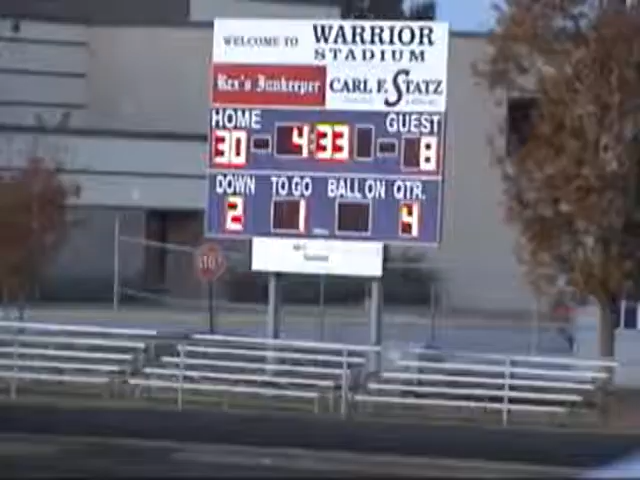 WELCOME TO WARRIOR
STADIUM
Rex's Innkeeper CARL F. STATZ
HOME GUEST
30 4:33 8
DOWN TO GO BALL ON QTR.
2 1 4
STOP